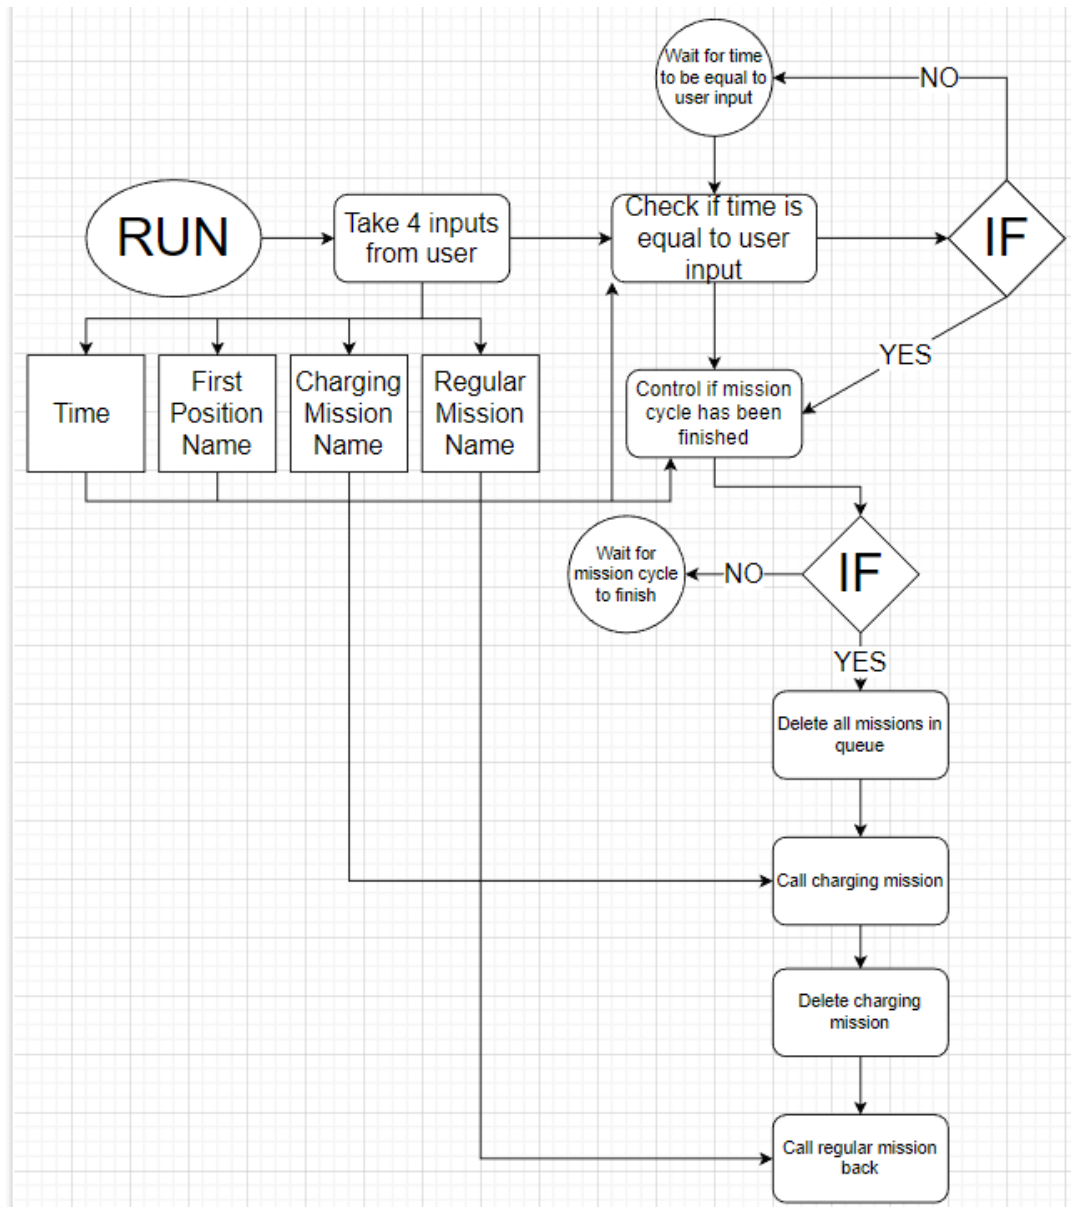 Wait for time
to be equal to
user input
NO
RUN
Take 4 inputs
from user
Check if time is
equal to user
input
IF
YES
Time
First
Position
Name
Charging
Mission
Name
Regular
Mission
Name
Control if mission
cycle has been
finished
Wait for
mission cycle
to finish
NO
IF
YES
Delete all missions in
queue
Call charging mission
Delete charging
mission
Call regular mission
back